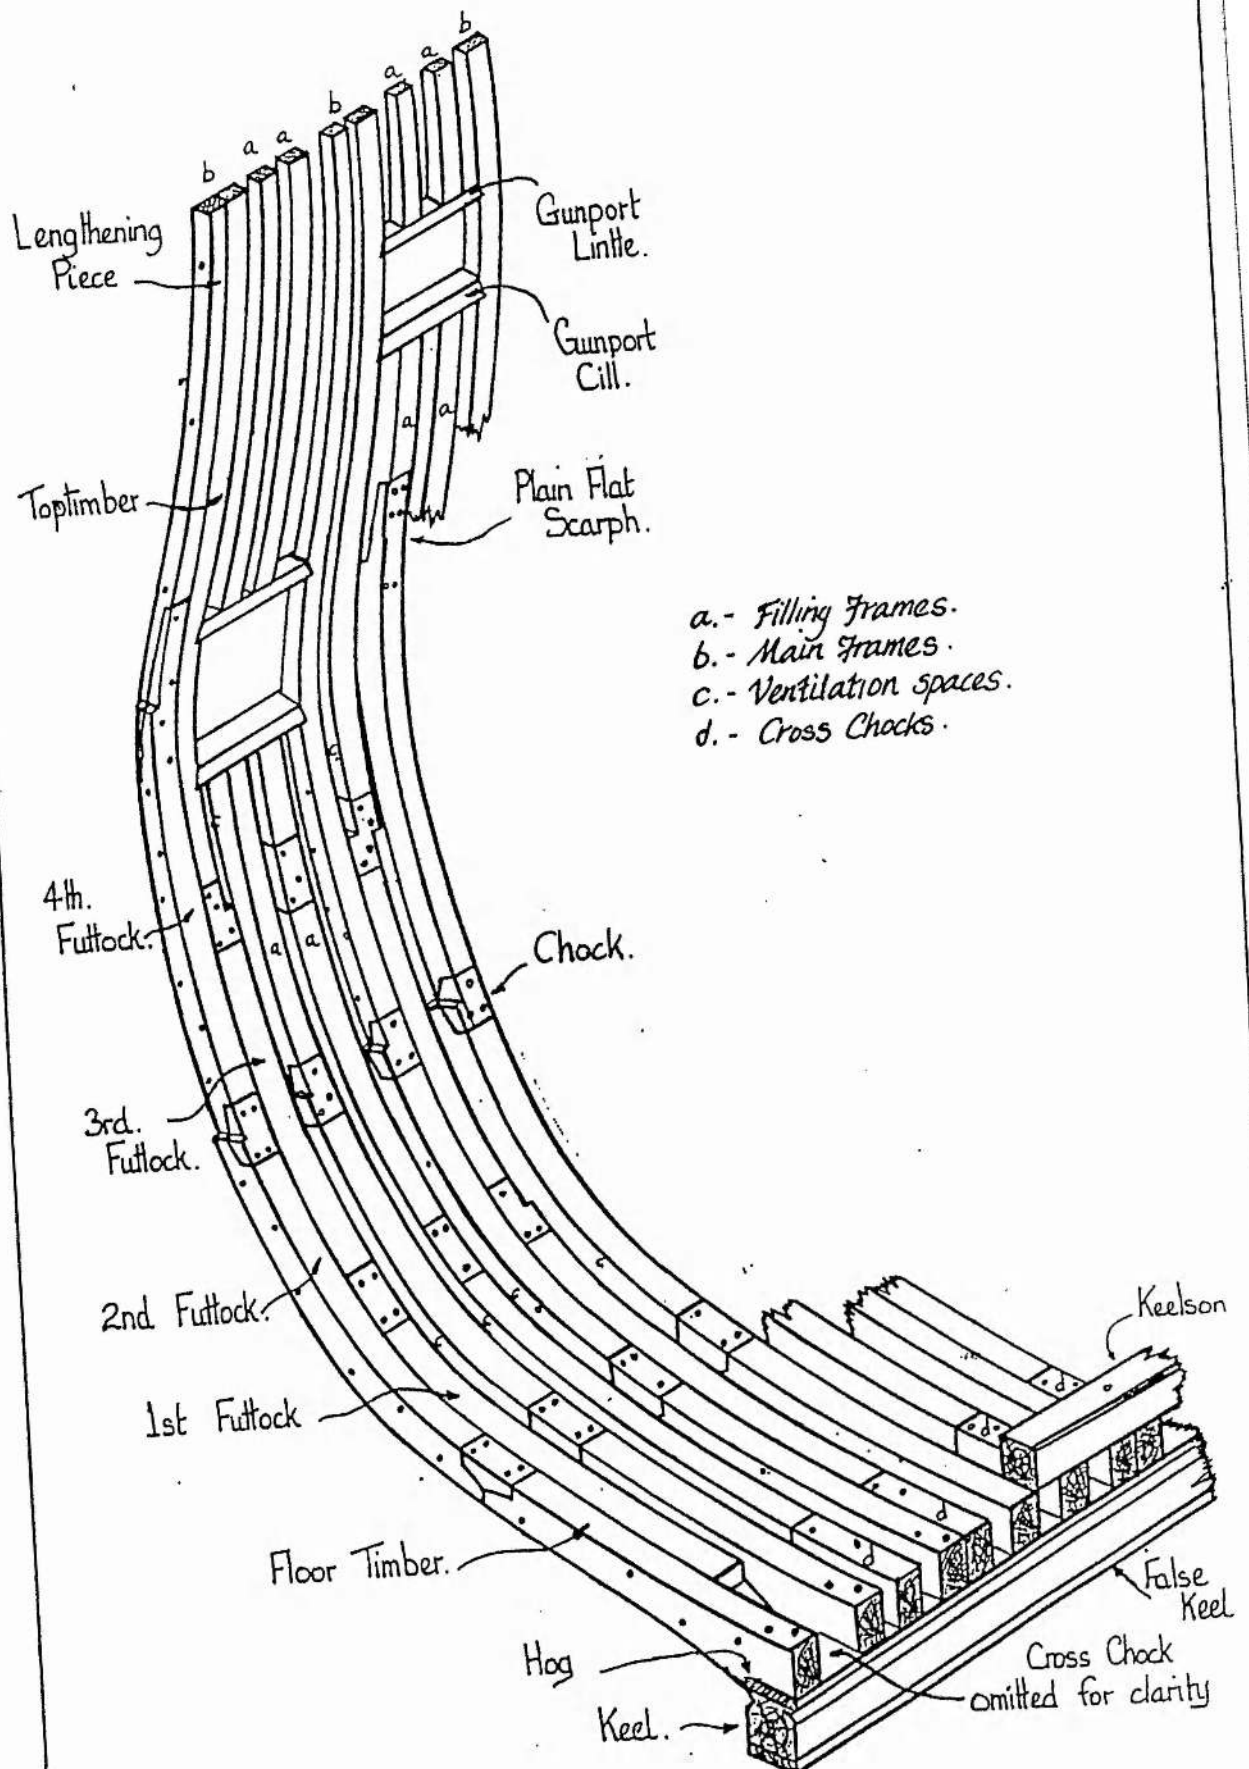 b
a
a
b
a
a
b
Lengthening
Piece
Gunport
Lintle.
Gunport
Cill.
a
a
Toptimber
Plain Flat
Scarph.
a.- Filling Frames.
b.- Main Frames.
c.- Ventilation spaces.
d.- Cross Chocks.
c
c
4th.
Futtock.
a
a
Chock.
3rd.
Futtock.
c
2nd Futtock.
c
c
c
1st Futtock
Keelson
d
d
d
d
Floor Timber.
False
Keel
Hog
Cross Chock
omitted for clarity
Keel.